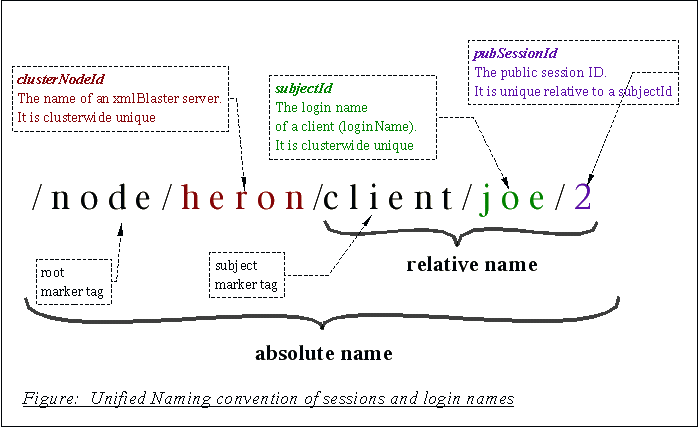 pubSessionId
The public session ID.
It is unique relative to a subjectId
clusterNodeId
The name of an xmlBlaster server.
It is clusterwide unique
subjectId
The login name
of a client (loginName).
It is clusterwide unique
/node/heron/client/joe/2
root
marker tag
subject
marker tag
relative name
absolute name
Figure: Unified Naming convention of sessions and login names